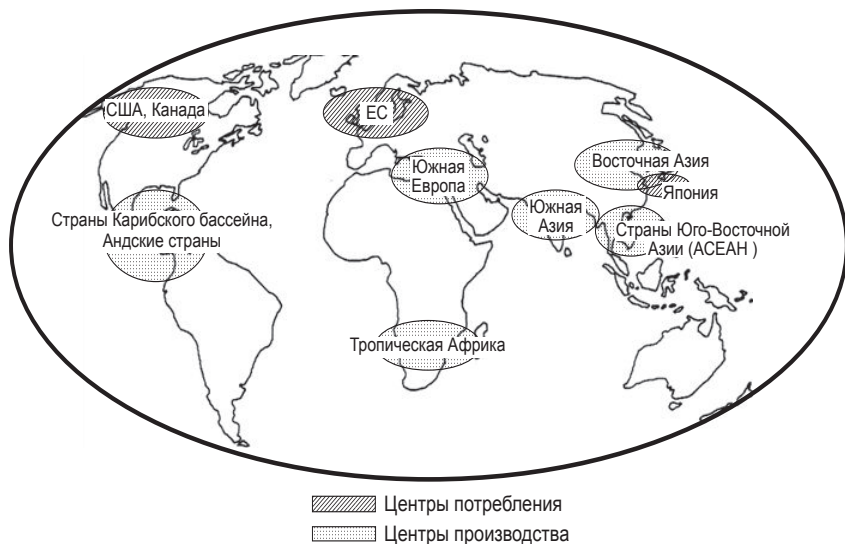 США, Канада
ЕС
Южная
Европа
Восточная Азия
Япония
Южная
Азия
Страны Юго-Восточной
Азии (АСЕАН )
Страны Карибского бассейна,
Андские страны
Тропическая Африка
Центры потребления
Центры производства